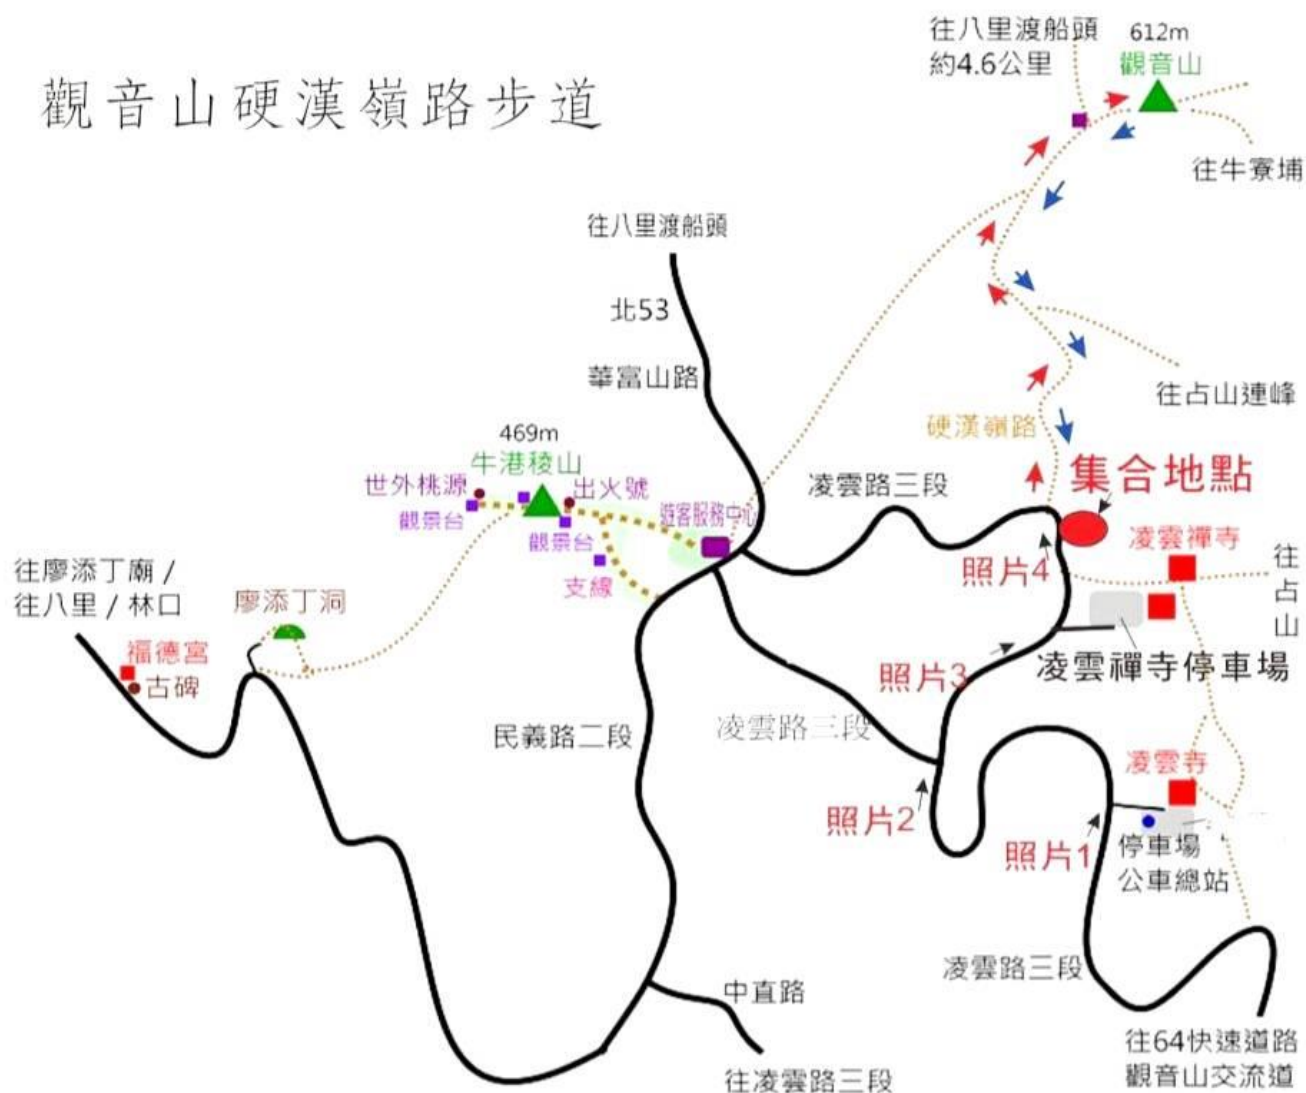 往八里渡船頭
約4.6公里
612m
觀音山
觀音山硬漢嶺路步道
往牛寮埔
往八里渡船頭
北53
華富山路
往占山連峰
硬漢嶺路
469m
牛港稜山
集合地點
世外桃源
出火號
凌雲路三段
觀景台
遊客服務中心
凌雲禪寺
觀景台
往占山
照片4
支線
往廖添丁廟 /
往八里 / 林口
廖添丁洞
福德宮
古碑
照片3
凌雲禪寺停車場
民義路二段
凌雲路三段
凌雲寺
照片2
照片1
停車場
公車總站
凌雲路三段
中直路
往凌雲路三段
往64快速道路
觀音山交流道